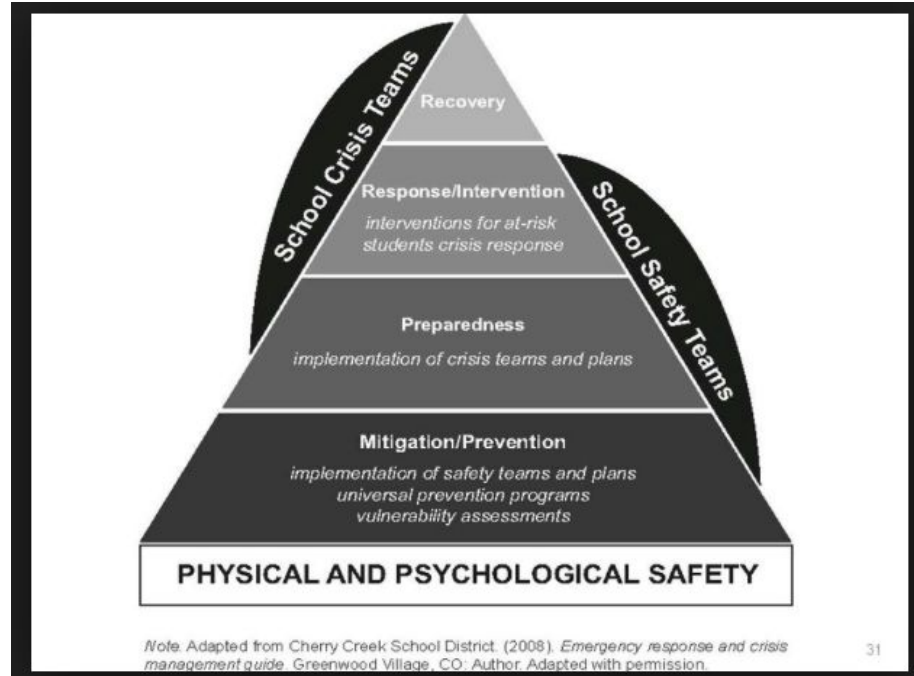 School Crisis Teams
Recovery
Response/Intervention
interventions for at-risk
students crisis response
School Safety Teams
Preparedness
implementation of crisis teams and plans
Mitigation/Prevention
implementation of safety teams and plans
universal prevention programs
vulnerability assessments
PHYSICAL AND PSYCHOLOGICAL SAFETY
Note. Adapted from Cherry Creek School District. (2008). Emergency response and crisis
management guide. Greenwood Village, CO: Author. Adapted with permission.
31